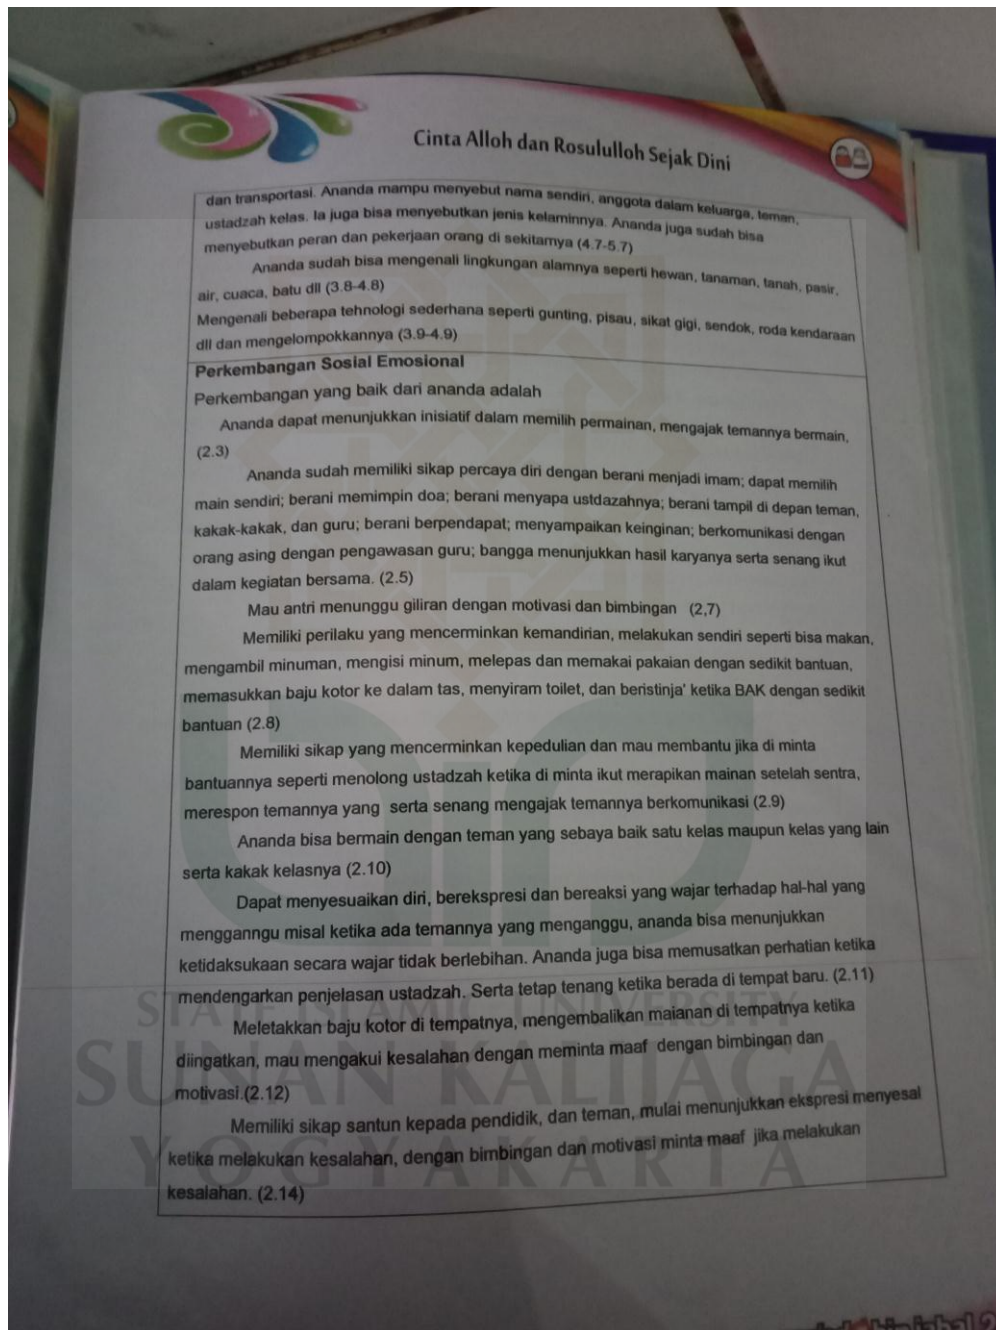 Cinta Alloh dan Rosululloh Sejak Dini
dan transportasi. Ananda mampu menyebut nama sendiri, anggota dalam keluarga, teman,
ustadzah kelas. Ia juga bisa menyebutkan jenis kelaminnya. Ananda juga sudah bisa
menyebutkan peran dan pekerjaan orang di sekitarnya (4.7-5.7)
Ananda sudah bisa mengenali lingkungan alamnya seperti hewan, tanaman, tanah, pasir,
air, cuaca, batu dll (3.8-4.8)
Mengenali beberapa tehnologi sederhana seperti gunting, pisau, sikat gigi, sendok, roda kendaraan
dll dan mengelompokkannya (3.9-4.9)
Perkembangan Sosial Emosional
Perkembangan yang baik dari ananda adalah
Ananda dapat menunjukkan inisiatif dalam memilih permainan, mengajak temannya bermain,
(2.3)
Ananda sudah memiliki sikap percaya diri dengan berani menjadi imam; dapat memilih
main sendiri; berani memimpin doa; berani menyapa ustdazahnya; berani tampil di depan teman,
kakak-kakak, dan guru; berani berpendapat; menyampaikan keinginan; berkomunikasi dengan
orang asing dengan pengawasan guru; bangga menunjukkan hasil karyanya serta senang ikut
dalam kegiatan bersama. (2.5)
Mau antri menunggu giliran dengan motivasi dan bimbingan (2,7)
Memiliki perilaku yang mencerminkan kemandirian, melakukan sendiri seperti bisa makan,
mengambil minuman, mengisi minum, melepas dan memakai pakaian dengan sedikit bantuan,
memasukkan baju kotor ke dalam tas, menyiram toilet, dan beristinja' ketika BAK dengan sedikit
bantuan (2.8)
Memiliki sikap yang mencerminkan kepedulian dan mau membantu jika di minta
bantuannya seperti menolong ustadzah ketika di minta ikut merapikan mainan setelah sentra,
merespon temannya yang serta senang mengajak temannya berkomunikasi (2.9)
Ananda bisa bermain dengan teman yang sebaya baik satu kelas maupun kelas yang lain
serta kakak kelasnya (2.10)
Dapat menyesuaikan diri, berekspresi dan bereaksi yang wajar terhadap hal-hal yang
mengganngu misal ketika ada temannya yang menganggu, ananda bisa menunjukkan
ketidaksukaan secara wajar tidak berlebihan. Ananda juga bisa memusatkan perhatian ketika
mendengarkan penjelasan ustadzah. Serta tetap tenang ketika berada di tempat baru. (2.11)
Meletakkan baju kotor di tempatnya, mengembalikan maianan di tempatnya ketika
diingatkan, mau mengakui kesalahan dengan meminta maaf dengan bimbingan dan
motivasi.(2.12)
Memiliki sikap santun kepada pendidik, dan teman, mulai menunjukkan ekspresi menyesal
ketika melakukan kesalahan, dengan bimbingan dan motivasi minta maaf jika melakukan
kesalahan. (2.14)
STATE ISLAMIC UNIVERSITY
SUNAN KALIJAGA
YOGYAKARTA